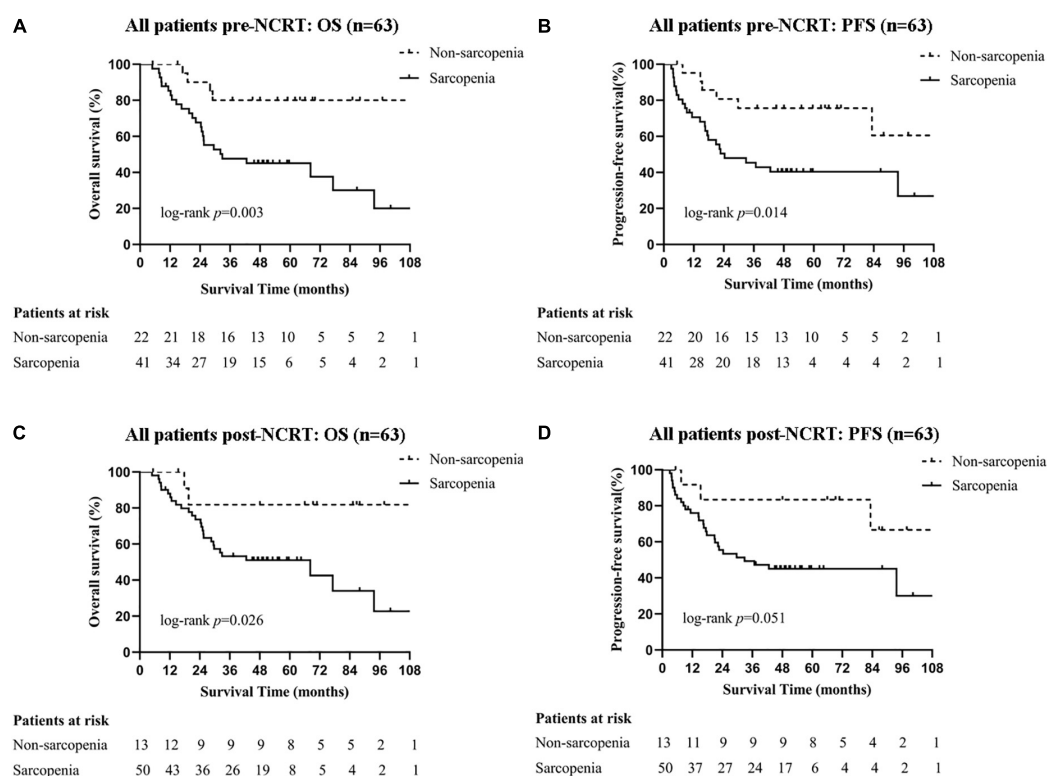 A
All patients pre-NCRT: OS (n=63)
Non-sarcopenia
Sarcopenia
Overall survival (%)
100
80
60
40
20
0
log-rank p=0.003
0 12 24 36 48 60 72 84 96 108
Survival Time (months)
Patients at risk
Non-sarcopenia 22 21 18 16 13 10 5 5 2 1
Sarcopenia 41 34 27 19 15 6 5 4 2 1
B
All patients pre-NCRT: PFS (n=63)
Non-sarcopenia
Sarcopenia
Progression-free survival(%)
100
80
60
40
20
0
log-rank p=0.014
0 12 24 36 48 60 72 84 96 108
Survival Time (months)
Patients at risk
Non-sarcopenia 22 20 16 15 13 10 5 5 2 1
Sarcopenia 41 28 20 18 13 4 4 4 2 1
C
All patients post-NCRT: OS (n=63)
Non-sarcopenia
Sarcopenia
Overall survival (%)
100
80
60
40
20
0
log-rank p=0.026
0 12 24 36 48 60 72 84 96 108
Survival Time (months)
Patients at risk
Non-sarcopenia 13 12 9 9 9 8 5 5 2 1
Sarcopenia 50 43 36 26 19 8 5 4 2 1
D
All patients post-NCRT: PFS (n=63)
Non-sarcopenia
Sarcopenia
Progression-free survival(%)
100
80
60
40
20
0
log-rank p=0.051
0 12 24 36 48 60 72 84 96 108
Survival Time (months)
Patients at risk
Non-sarcopenia 13 11 9 9 9 8 5 4 2 1
Sarcopenia 50 37 27 24 17 6 4 4 2 1